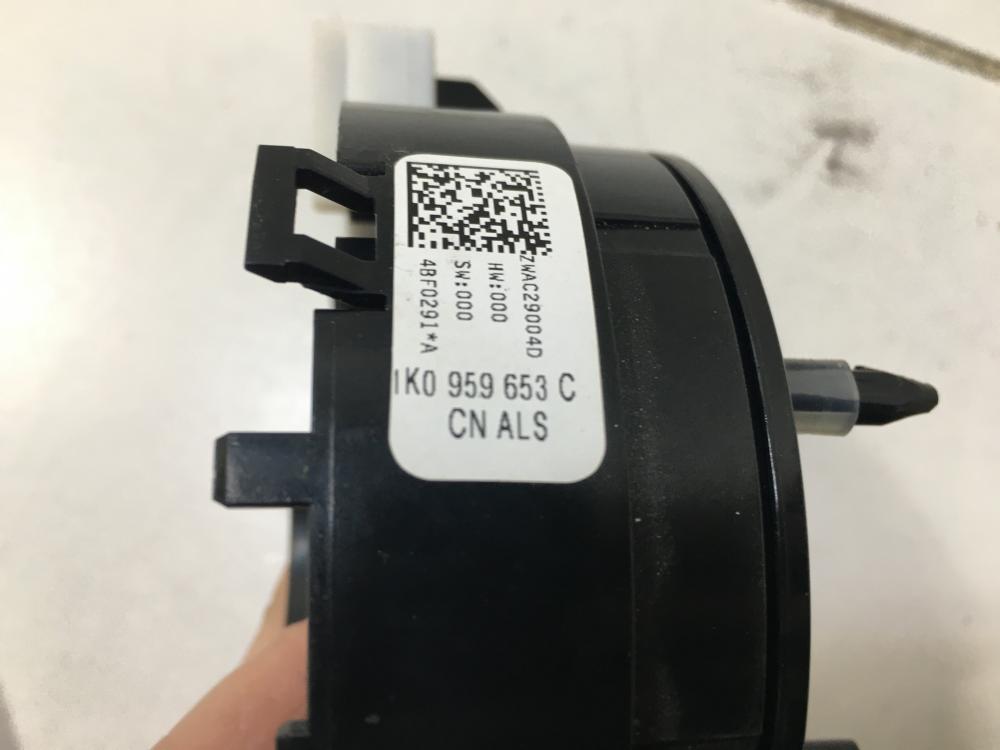 ZWAC29004D
HW:000
SW:000
4BF0291*A
1K0 959 653 C
CN ALS